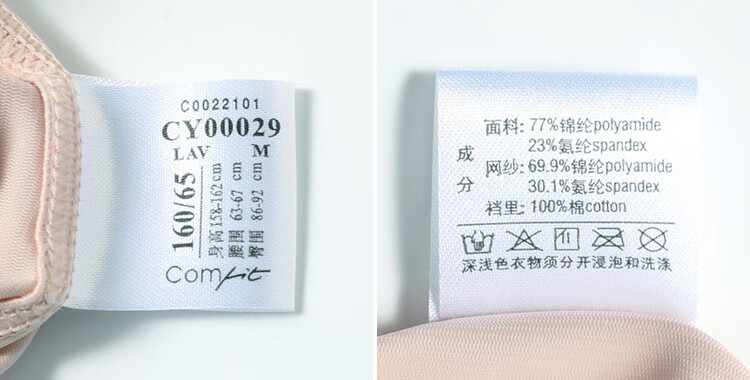 C0022101
CY00029
LAV M
160/65
身高158-162cm
腰围 63-67 cm
臀围 86-92 cm
comfit
成分
面料: 77%锦纶polyamide
23%氨纶spandex
网纱: 69.9%锦纶polyamide
30.1%氨纶spandex
裆里: 100%棉cotton
深浅色衣物须分开浸泡和洗涤